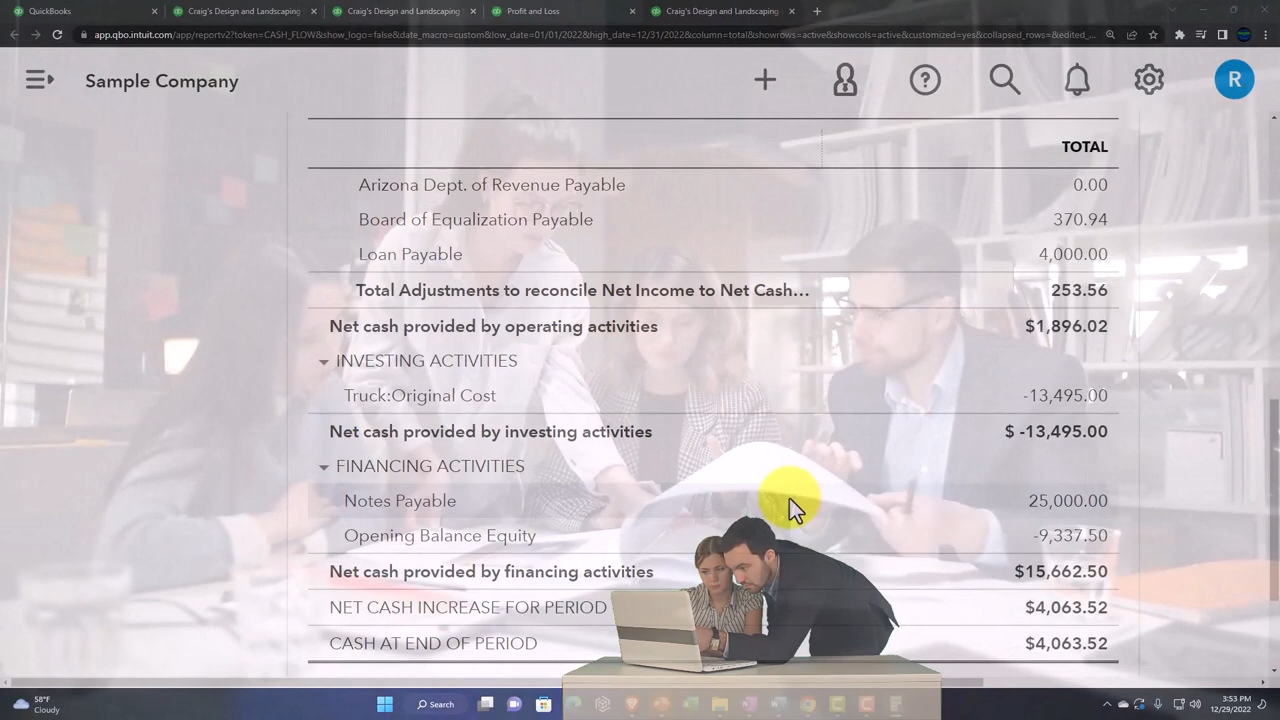 QuickBooks
Craig's Design and Landscaping
Craig's Design and Landscaping
Profit and Loss
Craig's Design and Landscaping
app.qbo.intuit.com/app/reportv2?token=CASH_FLOW&show_logo=false&date_macro=custom&low_date=01/01/2022&high_date=12/31/2022&column=total&showrows=active&showcols=active&customized=yes&collapsed_rows=&edited_...
Sample Company
R
TOTAL
Arizona Dept. of Revenue Payable 0.00
Board of Equalization Payable 370.94
Loan Payable 4,000.00
Total Adjustments to reconcile Net Income to Net Cash... 253.56
Net cash provided by operating activities $1,896.02
INVESTING ACTIVITIES
Truck:Original Cost -13,495.00
Net cash provided by investing activities $ -13,495.00
FINANCING ACTIVITIES
Notes Payable 25,000.00
Opening Balance Equity -9,337.50
Net cash provided by financing activities $15,662.50
NET CASH INCREASE FOR PERIOD $4,063.52
CASH AT END OF PERIOD $4,063.52
58°F
Cloudy
Search
3:53 PM
12/29/2022